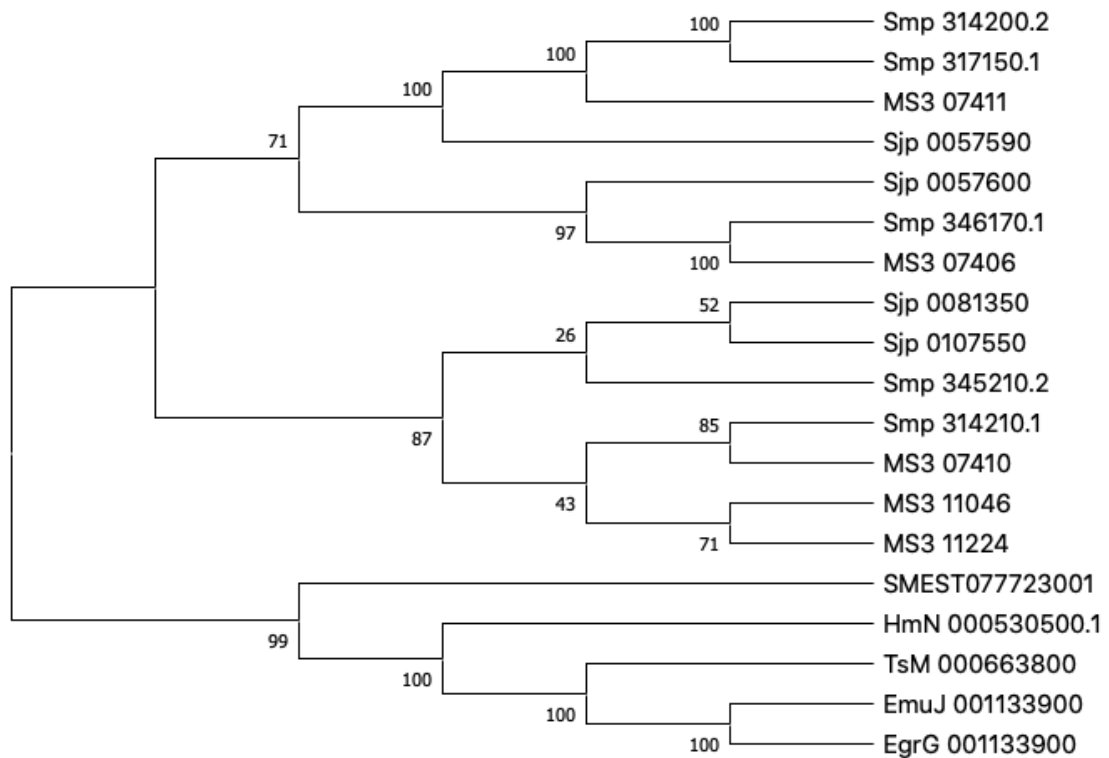 100
Smp 314200.2
100
Smp 317150.1
100
MS3 07411
71
Sjp 0057590
Sjp 0057600
97
Smp 346170.1
100
MS3 07406
52
Sjp 0081350
26
Sjp 0107550
Smp 345210.2
87
85
Smp 314210.1
MS3 07410
43
MS3 11046
71
MS3 11224
SMEST077723001
99
HmN 000530500.1
100
TsM 000663800
100
EmuJ 001133900
100
EgrG 001133900